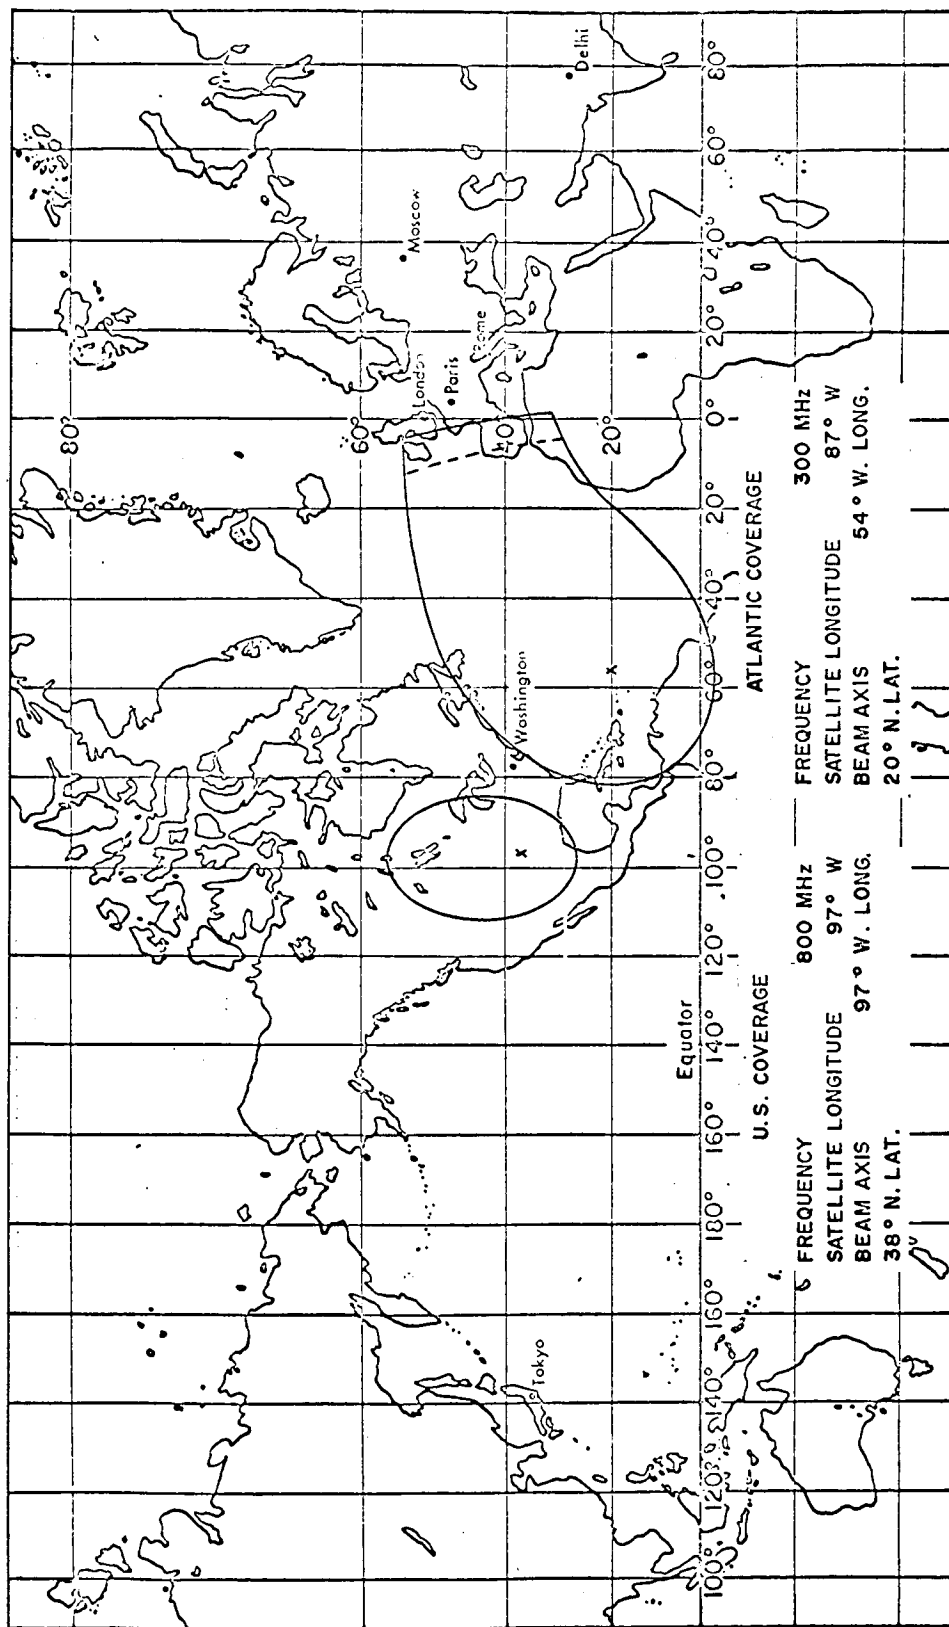 80°
60°
40°
20°
Moscow
London
Paris
Rome
Delhi
Washington
Tokyo
Equator
100°
120°
140°
160°
180°
160°
140°
120°
100°
80°
60°
40°
20°
0°
20°
40°
60°
80°
x
x
U.S. COVERAGE
FREQUENCY 800 MHz
SATELLITE LONGITUDE 97° W
BEAM AXIS 97° W. LONG.
38° N. LAT.
ATLANTIC COVERAGE
FREQUENCY 300 MHz
SATELLITE LONGITUDE 87° W
BEAM AXIS 54° W. LONG.
20° N. LAT.